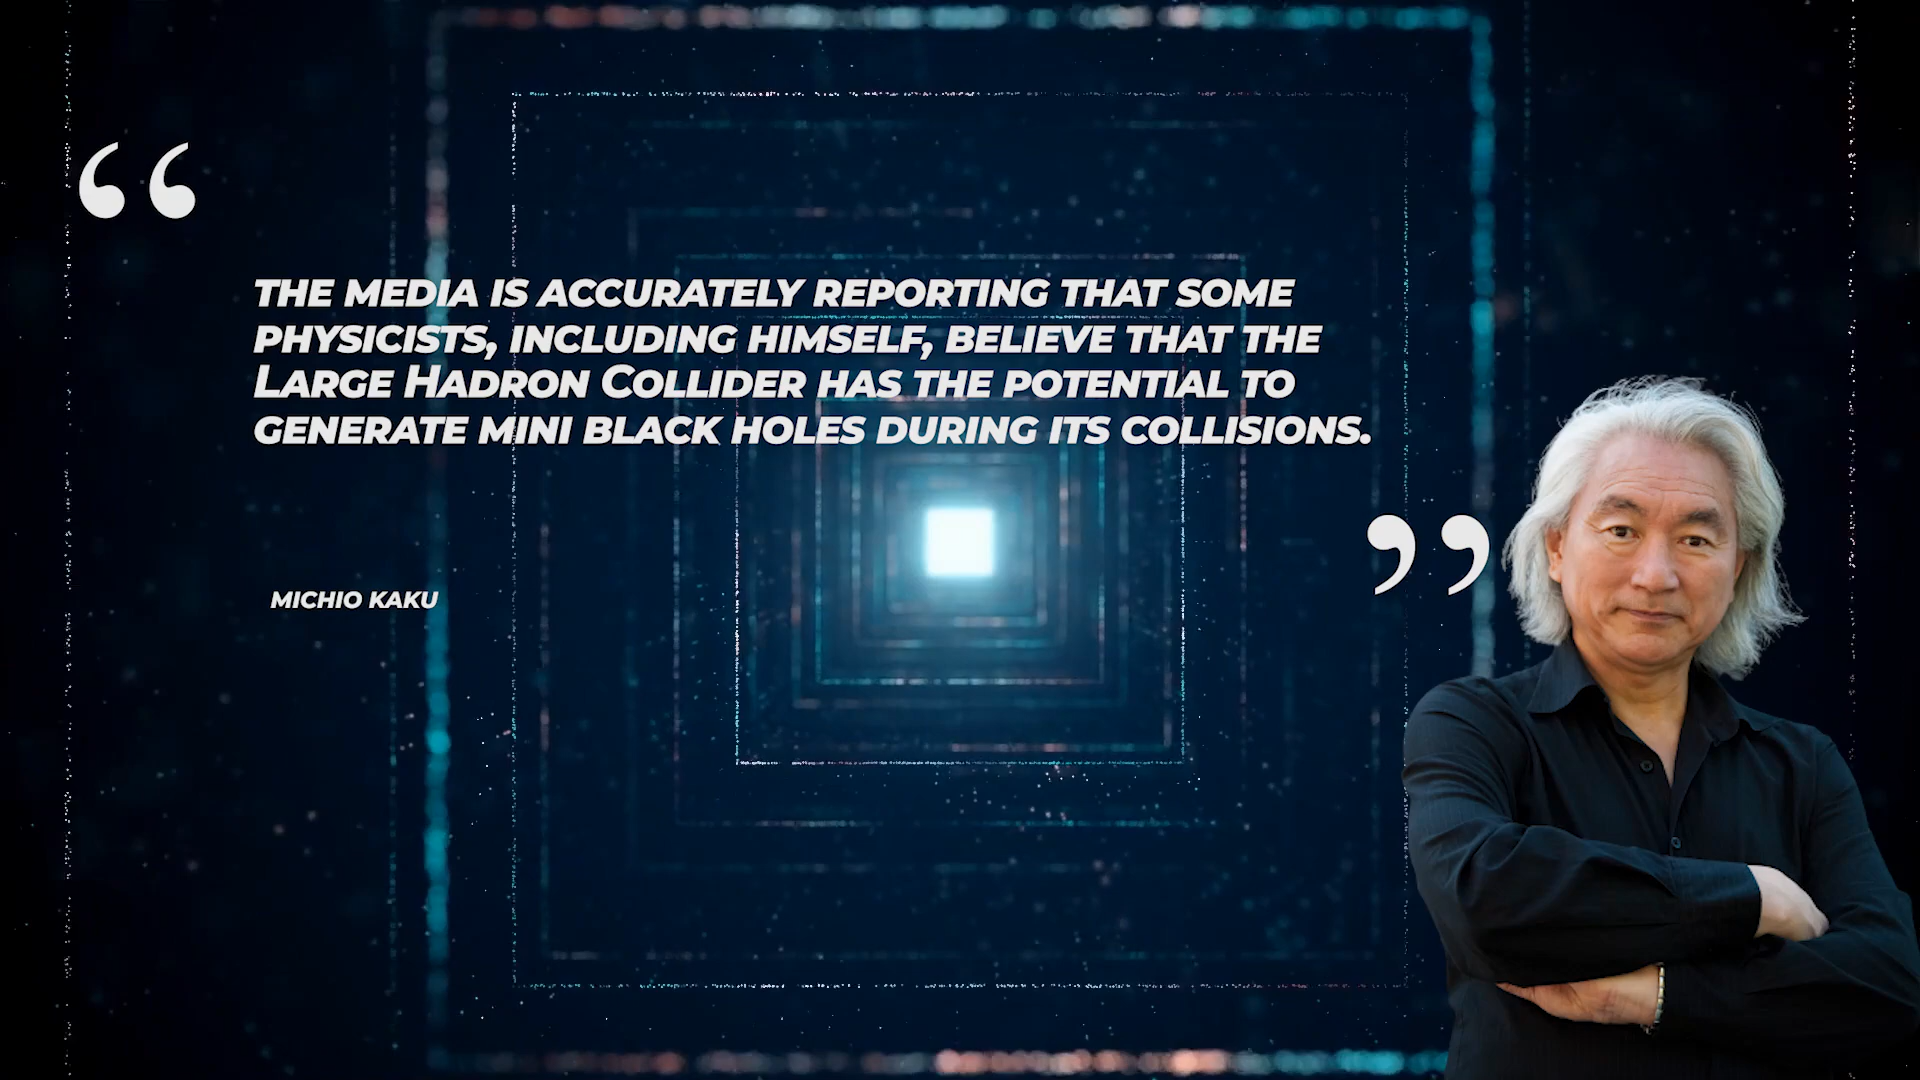 “
THE MEDIA IS ACCURATELY REPORTING THAT SOME
PHYSICISTS, INCLUDING HIMSELF, BELIEVE THAT THE
LARGE HADRON COLLIDER HAS THE POTENTIAL TO
GENERATE MINI BLACK HOLES DURING ITS COLLISIONS.
”
MICHIO KAKU